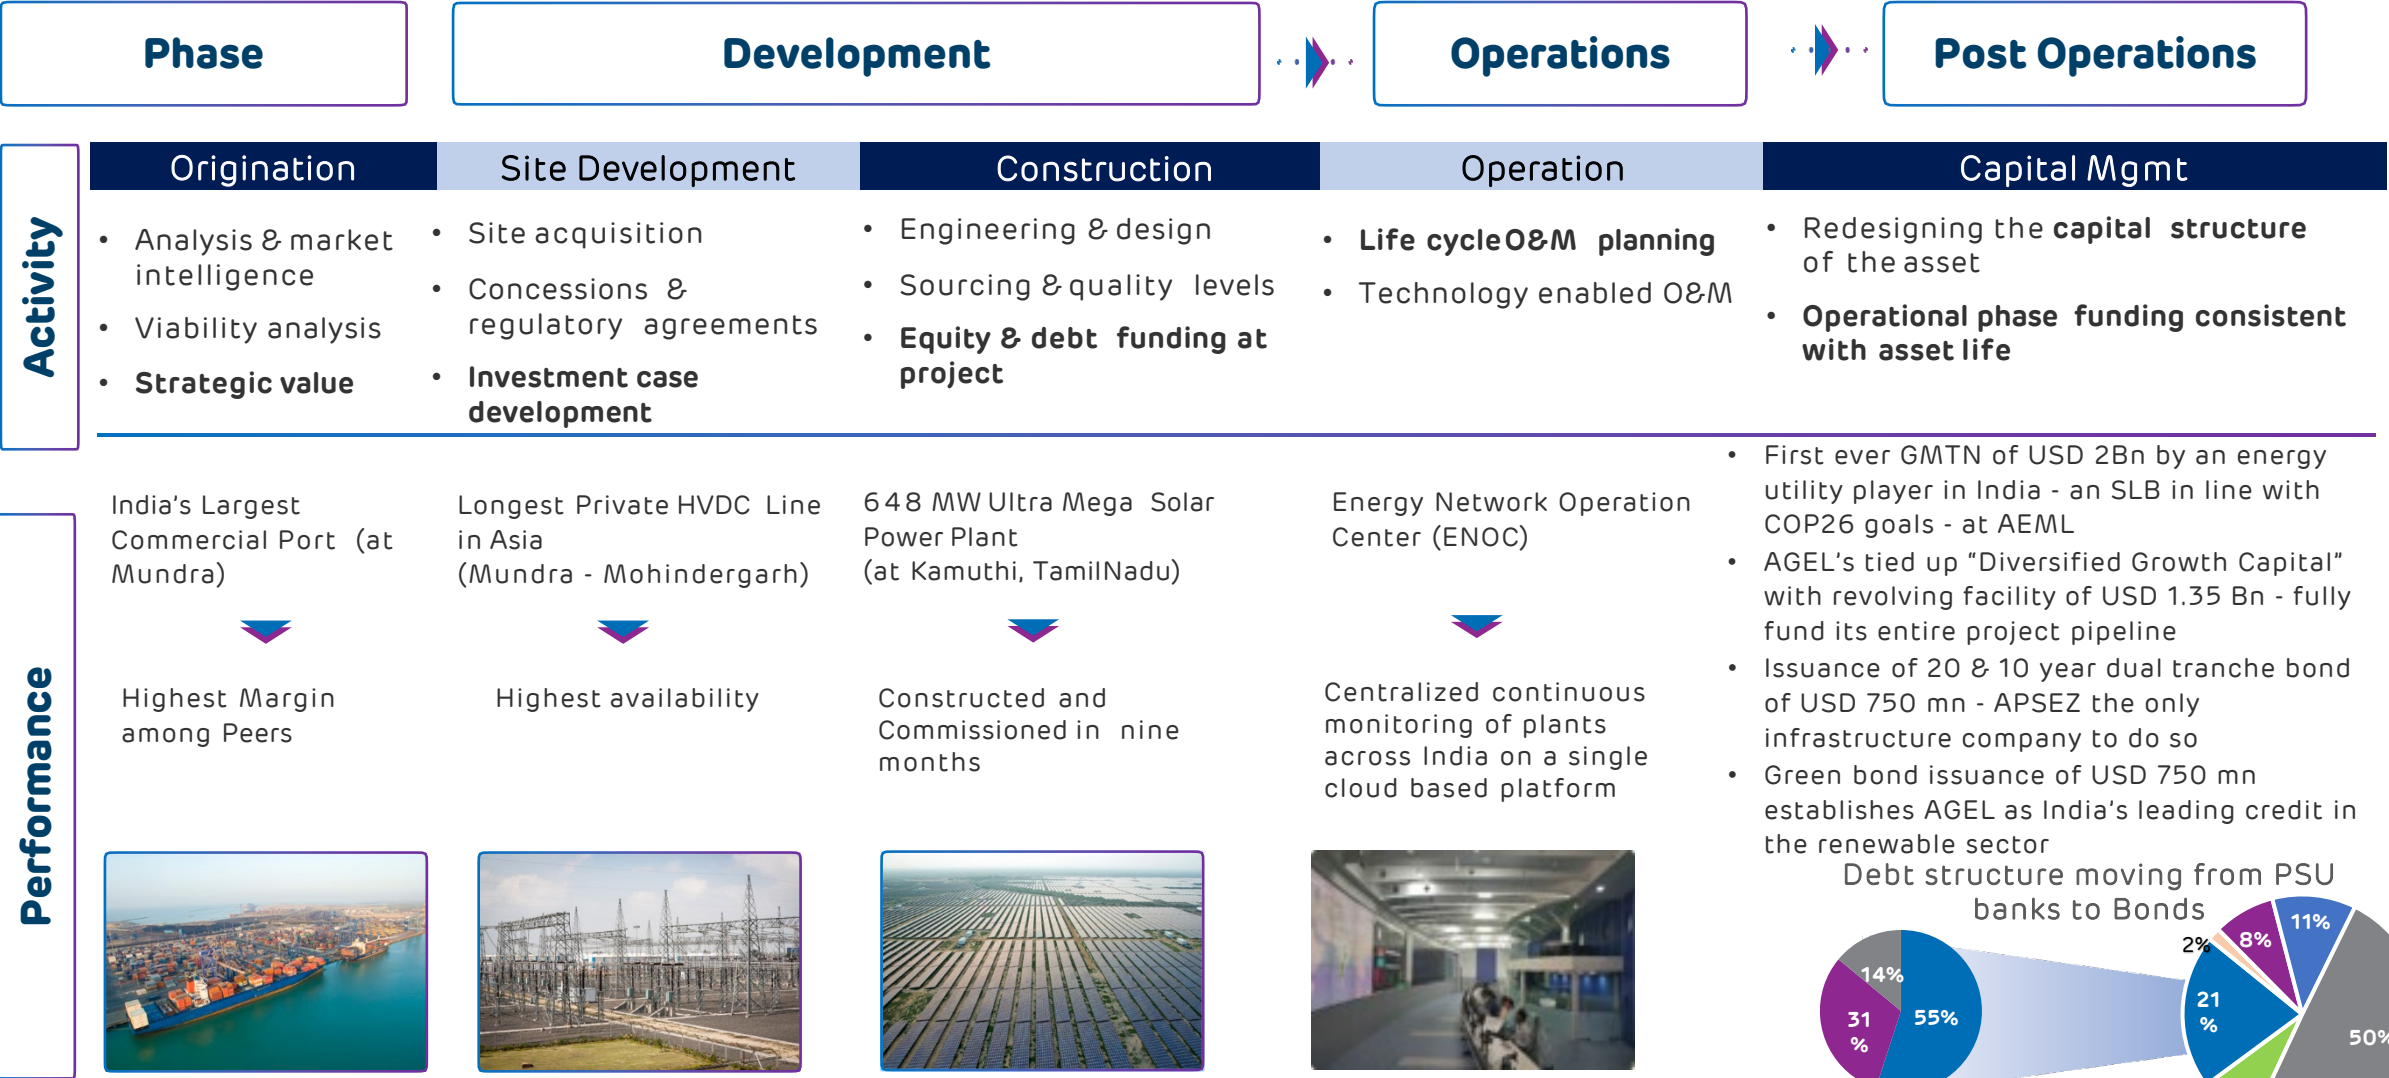 Phase
Development
Operations
Post Operations
Activity
Origination
Site Development
Construction
Operation
Capital Mgmt
• Analysis & market
intelligence
• Viability analysis
• Strategic value
• Site acquisition
• Concessions &
regulatory agreements
• Investment case
development
• Engineering & design
• Sourcing & quality levels
• Equity & debt funding at
project
• Life cycle O&M planning
• Technology enabled O&M
• Redesigning the capital structure
of the asset
• Operational phase funding consistent
with asset life
Performance
India's Largest
Commercial Port (at
Mundra)
Highest Margin
among Peers
Longest Private HVDC Line
in Asia
(Mundra - Mohindergarh)
Highest availability
648 MW Ultra Mega Solar
Power Plant
(at Kamuthi, TamilNadu)
Constructed and
Commissioned in nine
months
Energy Network Operation
Center (ENOC)
Centralized continuous
monitoring of plants
across India on a single
cloud based platform
• First ever GMTN of USD 2Bn by an energy
utility player in India - an SLB in line with
COP26 goals - at AEML
• AGEL's tied up “Diversified Growth Capital”
with revolving facility of USD 1.35 Bn - fully
fund its entire project pipeline
• Issuance of 20 & 10 year dual tranche bond
of USD 750 mn - APSEZ the only
infrastructure company to do so
• Green bond issuance of USD 750 mn
establishes AGEL as India's leading credit in
the renewable sector
Debt structure moving from PSU
banks to Bonds
14%
31
%
55%
2%
8%
11%
21
%
50%